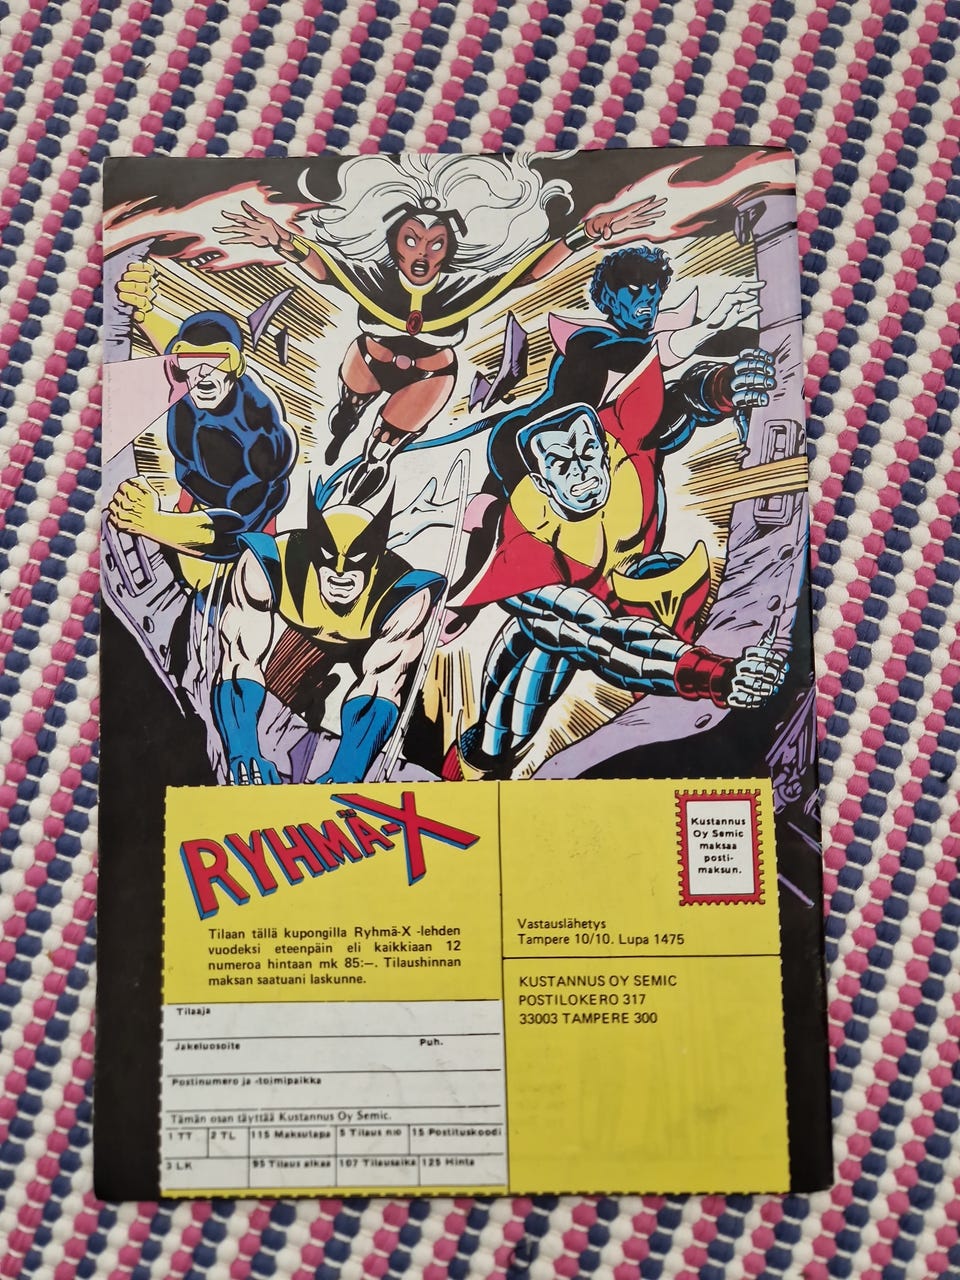 RYHMÄ-X
Tilaan tällä kupongilla Ryhmä-X -lehden
vuodeksi eteenpäin eli kaikkiaan 12
numeroa hintaan mk 85:—. Tilaushinnan
maksan saatuani laskunne.
Tilaaja
Jakeluosoite Puh.
Postinumero ja -toimipaikka
Tämän osan täyttää Kustannus Oy Semic.
1 TT 2 TL 115 Maksutapa 5 Tilaus n:o 15 Postituskoodi
3 LK 95 Tilaus alkaa 107 Tilausaika 125 Hinta
Kustannus
Oy Semic
maksaa
posti-
maksun.
Vastauslähetys
Tampere 10/10. Lupa 1475
KUSTANNUS OY SEMIC
POSTILOKERO 317
33003 TAMPERE 300